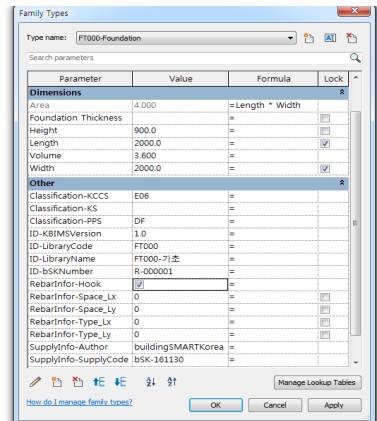 Family Types
Type name: FT000-Foundation
Search parameters
Parameter Value Formula Lock
Dimensions
Area 4.000 =Length * Width
Foundation Thickness =
Height 900.0 =
Length 2000.0 =
Volume 3.600 =
Width 2000.0 =
Other
Classification-KCCS E06 =
Classification-KS =
Classification-PPS DF =
ID-KBIMSVersion 1.0 =
ID-LibraryCode FT000 =
ID-LibraryName FT000-기초 =
ID-bSKNumber R-000001 =
RebarInfor-Hook =
RebarInfor-Space_Lx 0 =
RebarInfor-Space_Ly 0 =
RebarInfor-Type_Lx 0 =
RebarInfor-Type_Ly 0 =
SupplyInfo-Author buildingSMARTKorea =
SupplyInfo-SupplyCode bSK-161130 =
Manage Lookup Tables
How do I manage family types?
OK Cancel Apply